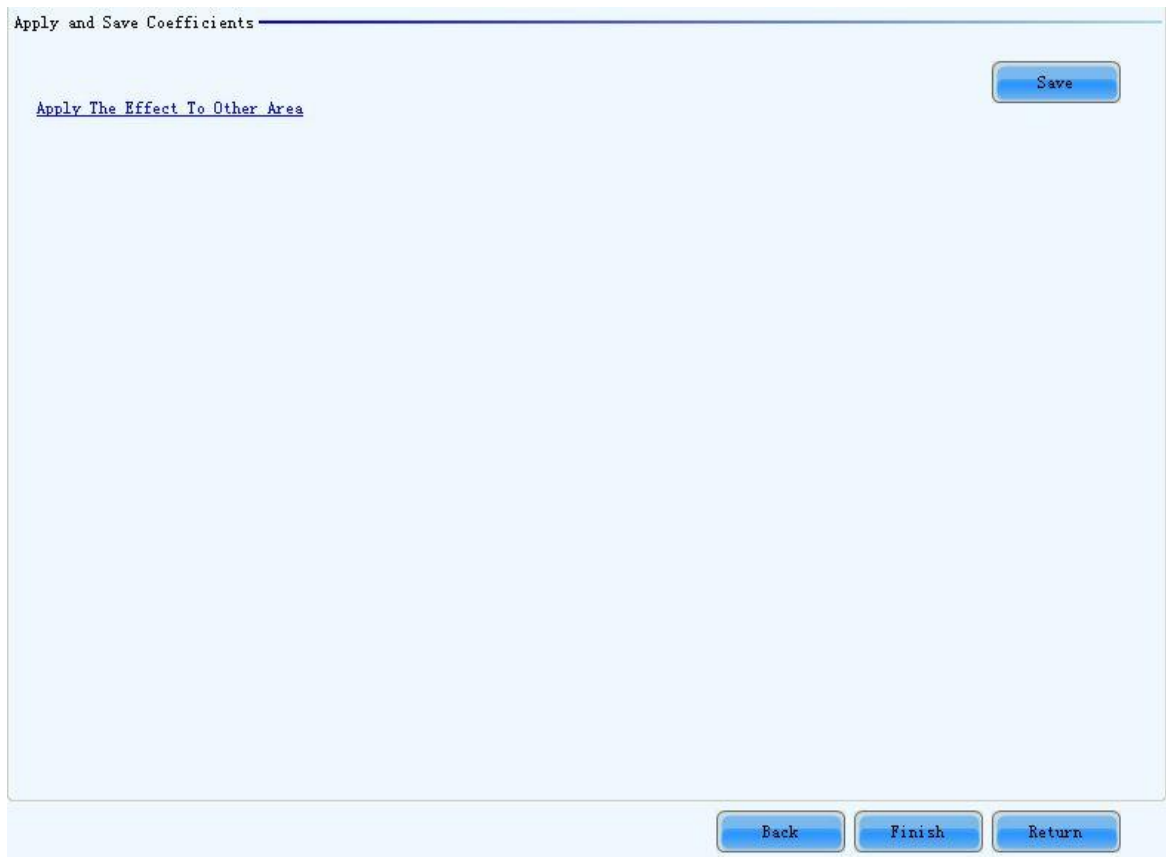 Apply and Save Coefficients
Save
Apply The Effect To Other Area
Back Finish Return